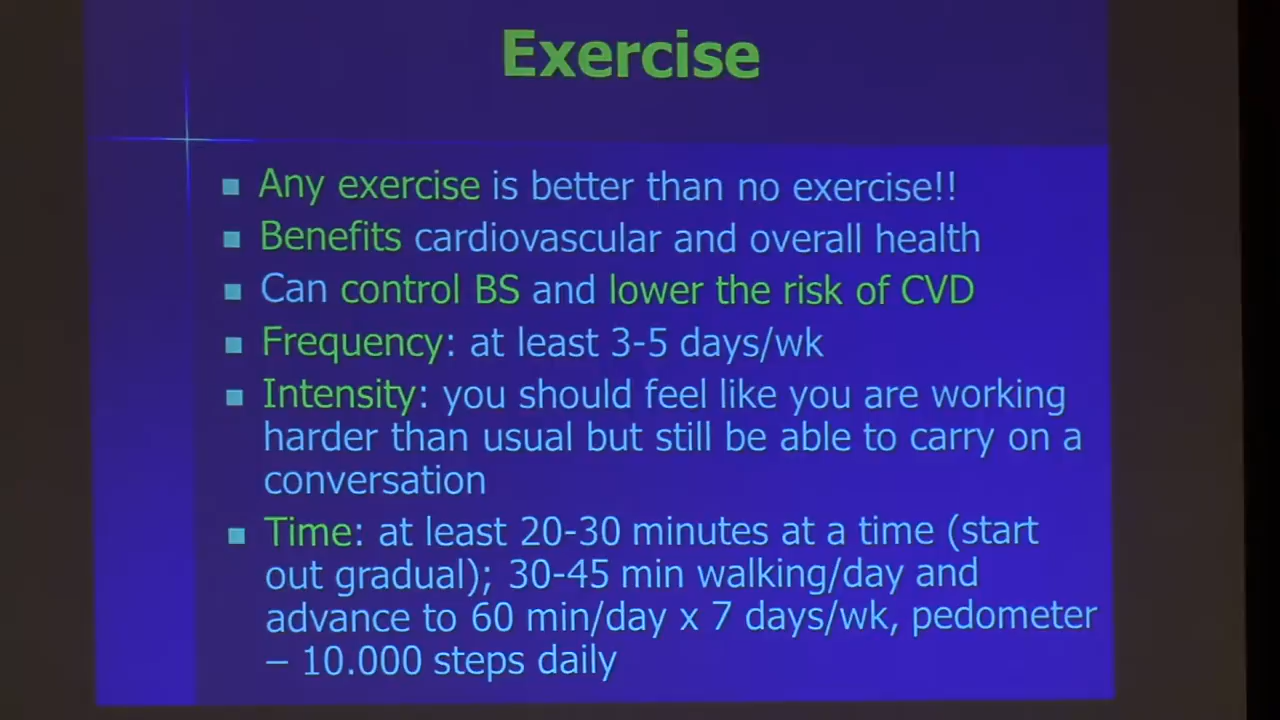 Exercise
Any exercise is better than no exercise!!
Benefits cardiovascular and overall health
Can control BS and lower the risk of CVD
Frequency: at least 3-5 days/wk
Intensity: you should feel like you are working
harder than usual but still be able to carry on a
conversation
Time: at least 20-30 minutes at a time (start
out gradual); 30-45 min walking/day and
advance to 60 min/day x 7 days/wk, pedometer
– 10.000 steps daily